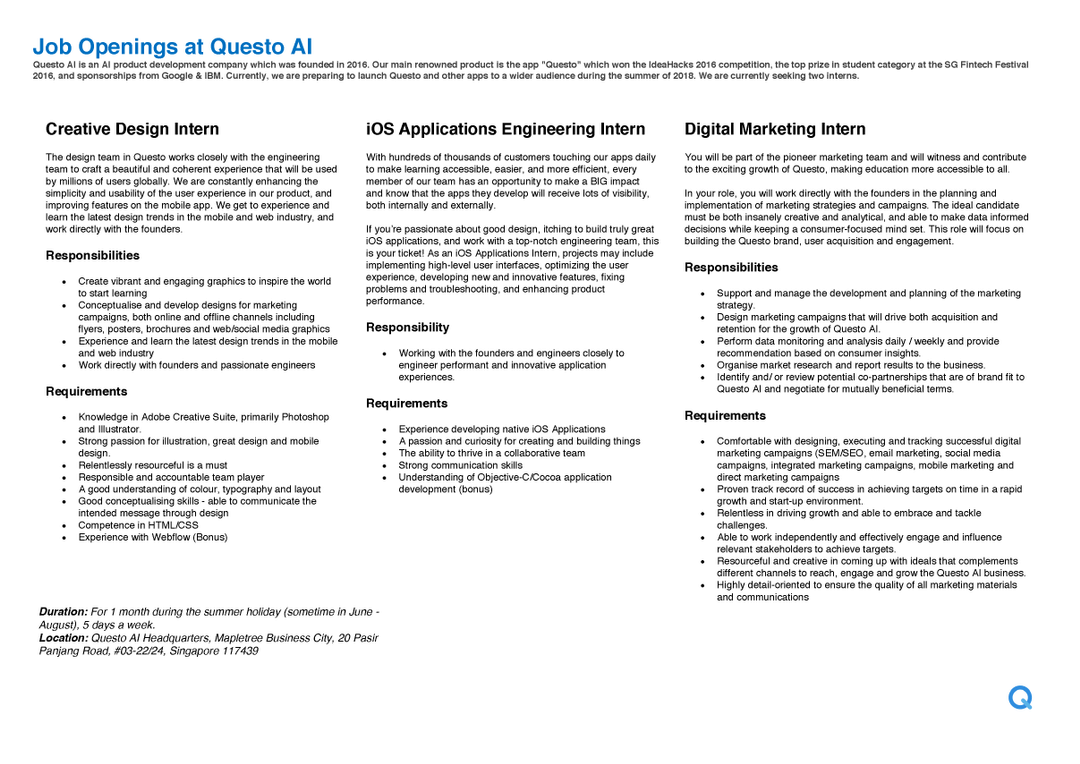 Job Openings at Questo AI
Questo AI is an AI product development company which was founded in 2016. Our main renowned product is the app "Questo" which won the IdeaHacks 2016 competition, the top prize in student category at the SG Fintech Festival
2016, and sponsorships from Google & IBM. Currently, we are preparing to launch Questo and other apps to a wider audience during the summer of 2018. We are currently seeking two interns.
Creative Design Intern
The design team in Questo works closely with the engineering
team to craft a beautiful and coherent experience that will be used
by millions of users globally. We are constantly enhancing the
simplicity and usability of the user experience in our product, and
improving features on the mobile app. We get to experience and
learn the latest design trends in the mobile and web industry, and
work directly with the founders.
Responsibilities
• Create vibrant and engaging graphics to inspire the world
to start learning
• Conceptualise and develop designs for marketing
campaigns, both online and offline channels including
flyers, posters, brochures and web/social media graphics
• Experience and learn the latest design trends in the mobile
and web industry
• Work directly with founders and passionate engineers
Requirements
• Knowledge in Adobe Creative Suite, primarily Photoshop
and Illustrator.
• Strong passion for illustration, great design and mobile
design.
• Relentlessly resourceful is a must
• Responsible and accountable team player
• A good understanding of colour, typography and layout
• Good conceptualising skills - able to communicate the
intended message through design
• Competence in HTML/CSS
• Experience with Webflow (Bonus)
Duration: For 1 month during the summer holiday (sometime in June -
August), 5 days a week.
Location: Questo AI Headquarters, Mapletree Business City, 20 Pasir
Panjang Road, #03-22/24, Singapore 117439
iOS Applications Engineering Intern
With hundreds of thousands of customers touching our apps daily
to make learning accessible, easier, and more efficient, every
member of our team has an opportunity to make a BIG impact
and know that the apps they develop will receive lots of visibility,
both internally and externally.
If you're passionate about good design, itching to build truly great
iOS applications, and work with a top-notch engineering team, this
is your ticket! As an iOS Applications Intern, projects may include
implementing high-level user interfaces, optimizing the user
experience, developing new and innovative features, fixing
problems and troubleshooting, and enhancing product
performance.
Responsibility
• Working with the founders and engineers closely to
engineer performant and innovative application
experiences.
Requirements
• Experience developing native iOS Applications
• A passion and curiosity for creating and building things
• The ability to thrive in a collaborative team
• Strong communication skills
• Understanding of Objective-C/Cocoa application
development (bonus)
Digital Marketing Intern
You will be part of the pioneer marketing team and will witness and contribute
to the exciting growth of Questo, making education more accessible to all.
In your role, you will work directly with the founders in the planning and
implementation of marketing strategies and campaigns. The ideal candidate
must be both insanely creative and analytical, and able to make data informed
decisions while keeping a consumer-focused mind set. This role will focus on
building the Questo brand, user acquisition and engagement.
Responsibilities
• Support and manage the development and planning of the marketing
strategy.
• Design marketing campaigns that will drive both acquisition and
retention for the growth of Questo AI.
• Perform data monitoring and analysis daily / weekly and provide
recommendation based on consumer insights.
• Organise market research and report results to the business.
• Identify and/ or review potential co-partnerships that are of brand fit to
Questo AI and negotiate for mutually beneficial terms.
Requirements
• Comfortable with designing, executing and tracking successful digital
marketing campaigns (SEM/SEO, email marketing, social media
campaigns, integrated marketing campaigns, mobile marketing and
direct marketing campaigns
• Proven track record of success in achieving targets on time in a rapid
growth and start-up environment.
• Relentless in driving growth and able to embrace and tackle
challenges.
• Able to work independently and effectively engage and influence
relevant stakeholders to achieve targets.
• Resourceful and creative in coming up with ideals that complements
different channels to reach, engage and grow the Questo AI business.
• Highly detail-oriented to ensure the quality of all marketing materials
and communications
Q